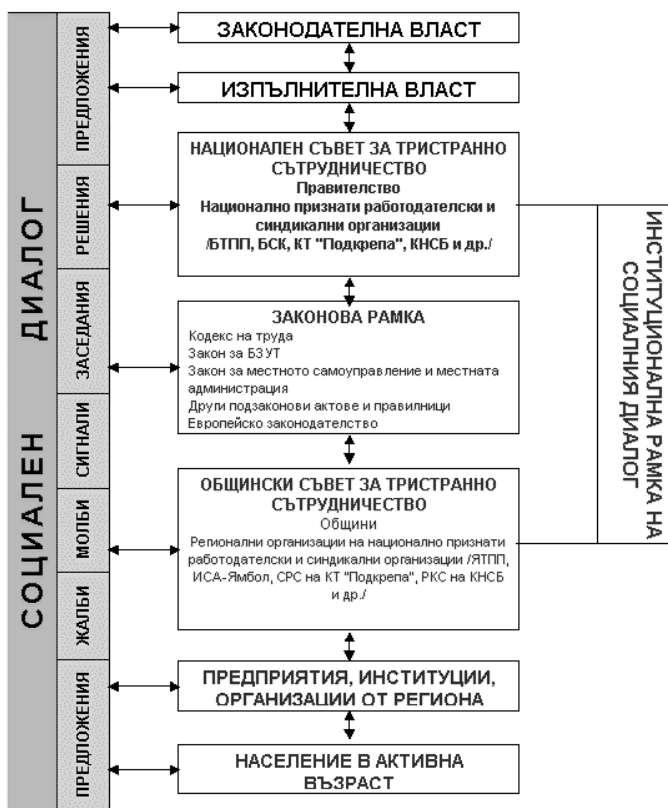 СОЦИАЛЕН ДИАЛОГ
ПРЕДЛОЖЕНИЯ
РЕШЕНИЯ
ЗАСЕДАНИЯ
СИГНАЛИ
МОЛБИ
ЖАЛБИ
ПРЕДЛОЖЕНИЯ
ЗАКОНОДАТЕЛНА ВЛАСТ
ИЗПЪЛНИТЕЛНА ВЛАСТ
НАЦИОНАЛЕН СЪВЕТ ЗА ТРИСТРАННО
СЪТРУДНИЧЕСТВО
Правителство
Национално признати работодателски и
синдикални организации
/БТПП, БСК, КТ "Подкрепа", КНСБ и др./
ЗАКОНОВА РАМКА
Кодекс на труда
Закон за БЗУТ
Закон за местното самоуправление и местната
администрация
Други подзаконови актове и правилници
Европейско законодателство
ОБЩИНСКИ СЪВЕТ ЗА ТРИСТРАННО
СЪТРУДНИЧЕСТВО
Общини
Регионални организации на национално признати
работодателски и синдикални организации /ЯТПП,
ИСА-Ямбол, СРС на КТ "Подкрепа", РКС на КНСБ
и др./
ПРЕДПРИЯТИЯ, ИНСТИТУЦИИ,
ОРГАНИЗАЦИИ ОТ РЕГИОНА
НАСЕЛЕНИЕ В АКТИВНА
ВЪЗРАСТ
ИНСТИТУЦИОНАЛНА РАМКА НА
СОЦИАЛНИЯ ДИАЛОГ